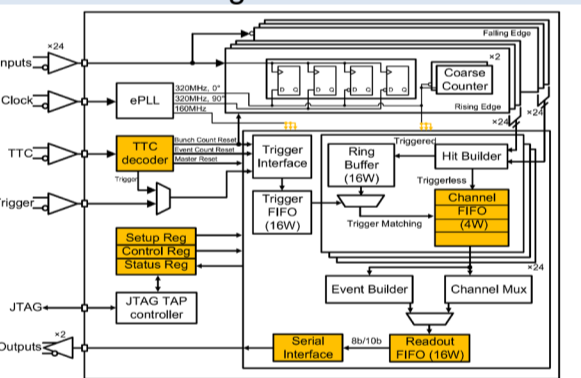 ×24
Falling Edge
nputs
×2
Coarse
Counter
D Q D Q D Q D Q
Clock
ePLL
320MHz, 0°
320MHz, 90°
160MHz
Rising Edge
×24
×24
TTC
TTC
decoder
Bunch Count Reset
Event Count Reset
Master Reset
Trigger
Trigger
Interface
Triggered
Ring
Buffer
(16W)
Hit Builder
Triggerless
rigger
Trigger
FIFO
(16W)
Channel
FIFO
(4W)
Trigger Matching
Setup Reg
Control Reg
Status Reg
×24
Event Builder
Channel Mux
JTAG
JTAG TAP
controller
×2
Outputs
Serial
Interface
8b/10b
Readout
FIFO (16W)